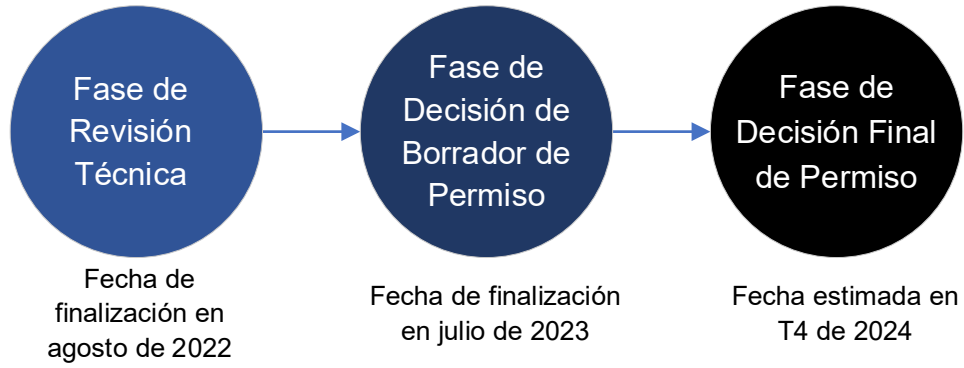 Fase de
Revisión
Técnica
Fase de
Decisión de
Borrador de
Permiso
Fase de
Decisión Final
de Permiso
Fecha de
finalización en
agosto de 2022
Fecha de finalización
en julio de 2023
Fecha estimada en
T4 de 2024